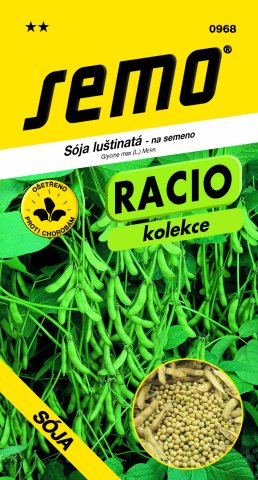 ★★ 0968
semo®
Sója luštinatá - na semeno
Glycine max (L.) Merr.
RACIO
kolekce
OŠETŘENO
PROTI CHOROBÁM
SÓJA